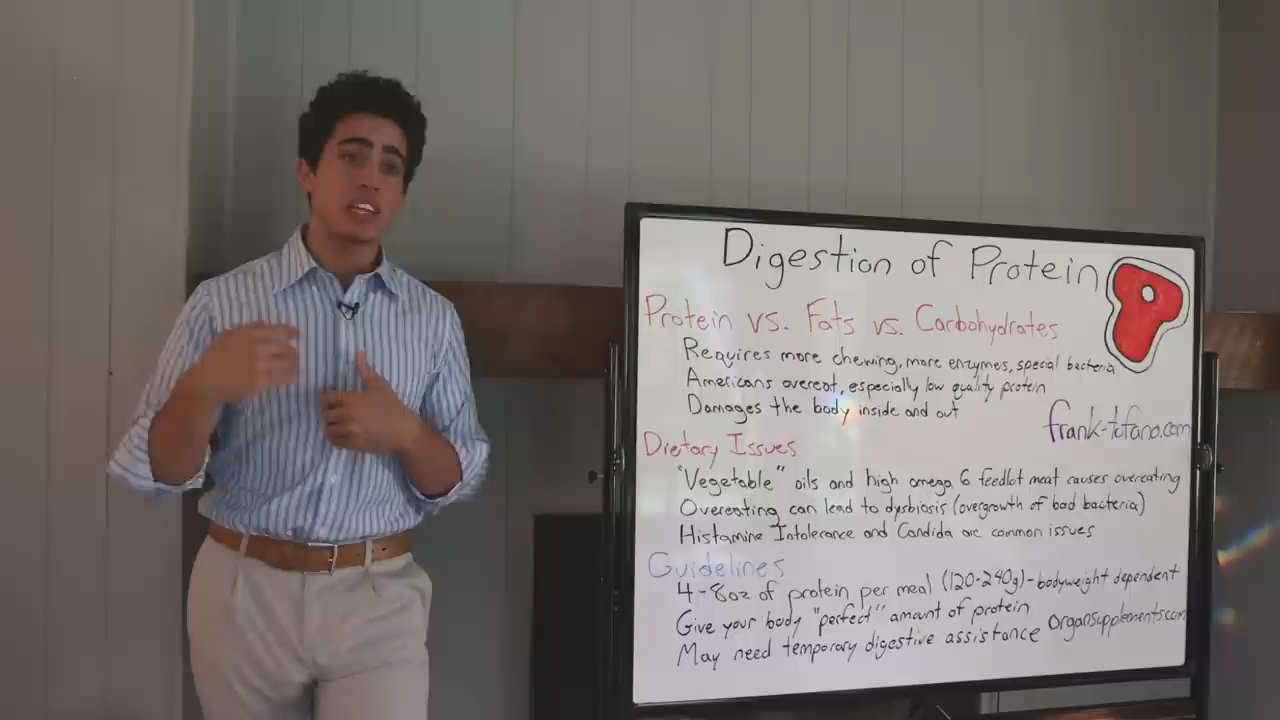 Digestion of Protein
Protein vs. Fats vs. Carbohydrates
Requires more chewing, more enzymes, special bacteria
Americans overeat, especially low quality protein
Damages the body inside and out
frank-tufano.com
Dietary Issues
"Vegetable" oils and high omega 6 feedlot meat causes overeating
Overeating can lead to dysbiosis (overgrowth of bad bacteria)
Histamine Intolerance and Candida are common issues
Guidelines
4-8oz of protein per meal (120-240g)-bodyweight dependent
Give your body "perfect" amount of protein
May need temporary digestive assistance
organsupplements.com